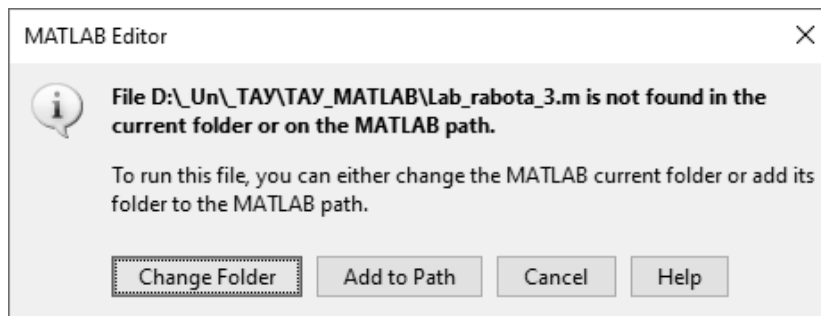 MATLAB Editor
File D:\_Un\_ТАУ\ТАУ_MATLAB\Lab_rabota_3.m is not found in the
current folder or on the MATLAB path.
To run this file, you can either change the MATLAB current folder or add its
folder to the MATLAB path.
Change Folder Add to Path Cancel Help